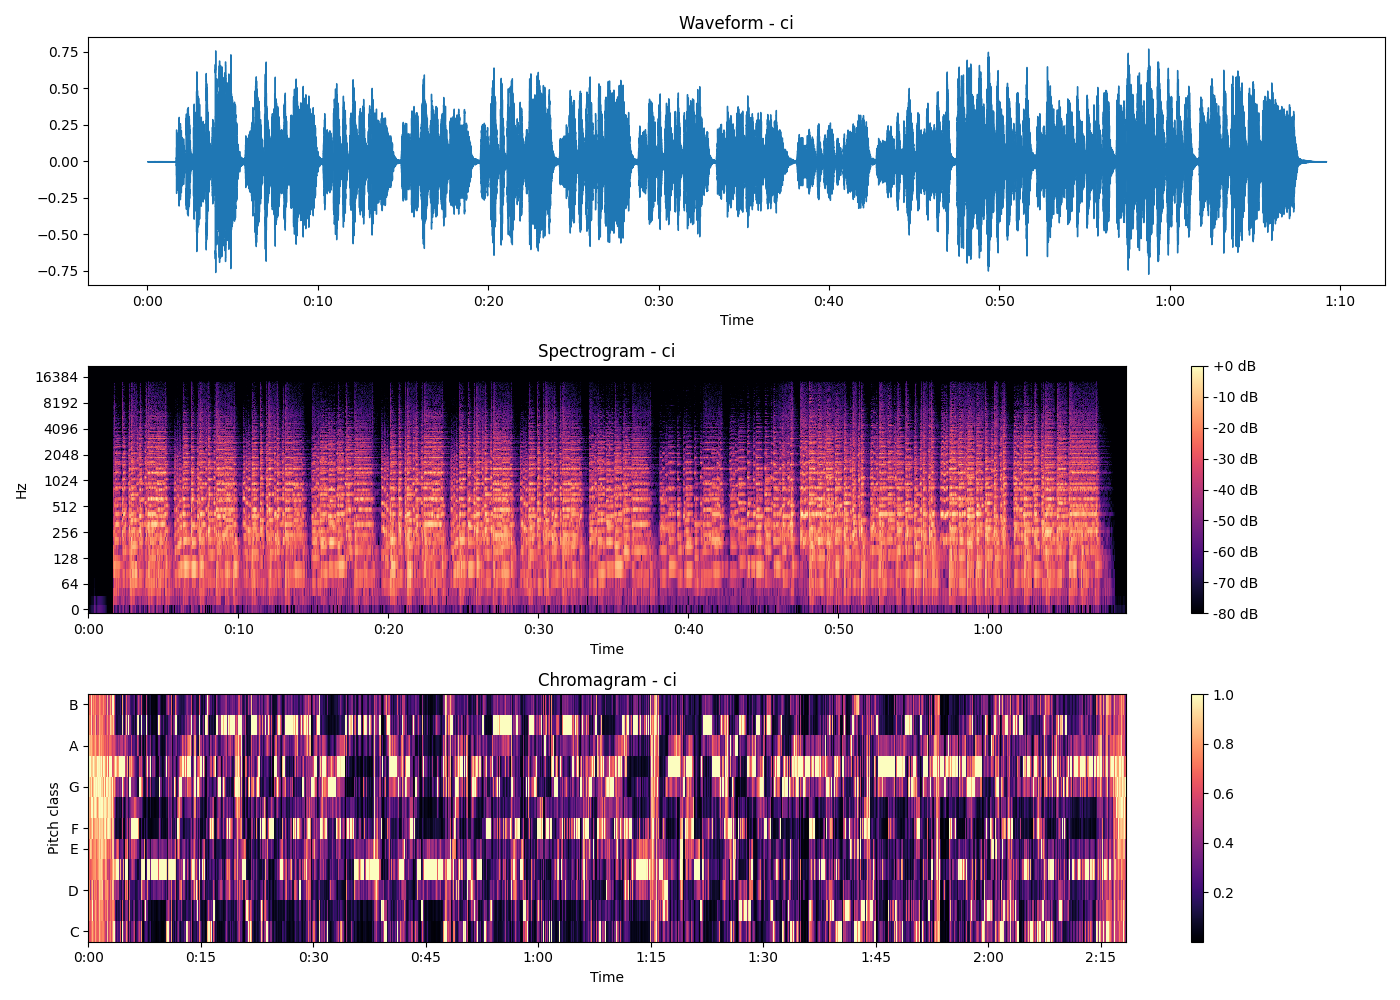 Waveform - ci
0.75
0.50
0.25
0.00
−0.25
−0.50
−0.75
0:00 0:10 0:20 0:30 0:40 0:50 1:00 1:10
Time
Spectrogram - ci
Hz
16384
8192
4096
2048
1024
512
256
128
64
0
0:00 0:10 0:20 0:30 0:40 0:50 1:00
Time
+0 dB
-10 dB
-20 dB
-30 dB
-40 dB
-50 dB
-60 dB
-70 dB
-80 dB
Chromagram - ci
Pitch class
B
A
G
F
E
D
C
0:00 0:15 0:30 0:45 1:00 1:15 1:30 1:45 2:00 2:15
Time
1.0
0.8
0.6
0.4
0.2